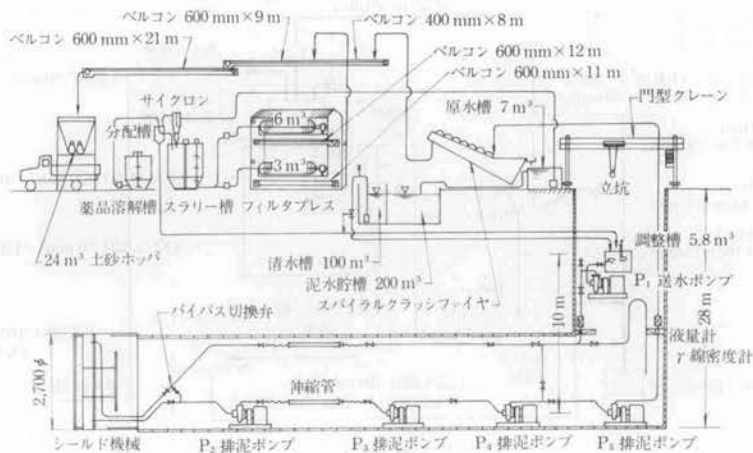 ベルコン 600 mm×9 m
ベルコン 400 mm×8 m
ベルコン 600 mm×21 m
ベルコン 600 mm×12 m
ベルコン 600 mm×11 m
サイクロン
原水槽 7 m³
門型クレーン
分配槽
6 m³
3 m³
立坑
薬品溶解槽
スラリー槽
フィルタプレス
24 m³ 土砂ホッパ
清水槽 100 m³
泥水貯槽 200 m³
スパイラルクラッシファイヤ
調整槽 5.8 m³
P₁ 送水ポンプ
10 m
28 m
バイパス切換弁
液量計
γ 線密度計
2,700φ
伸縮管
シールド機械
P₂ 排泥ポンプ
P₃ 排泥ポンプ
P₄ 排泥ポンプ
P₅ 排泥ポンプ